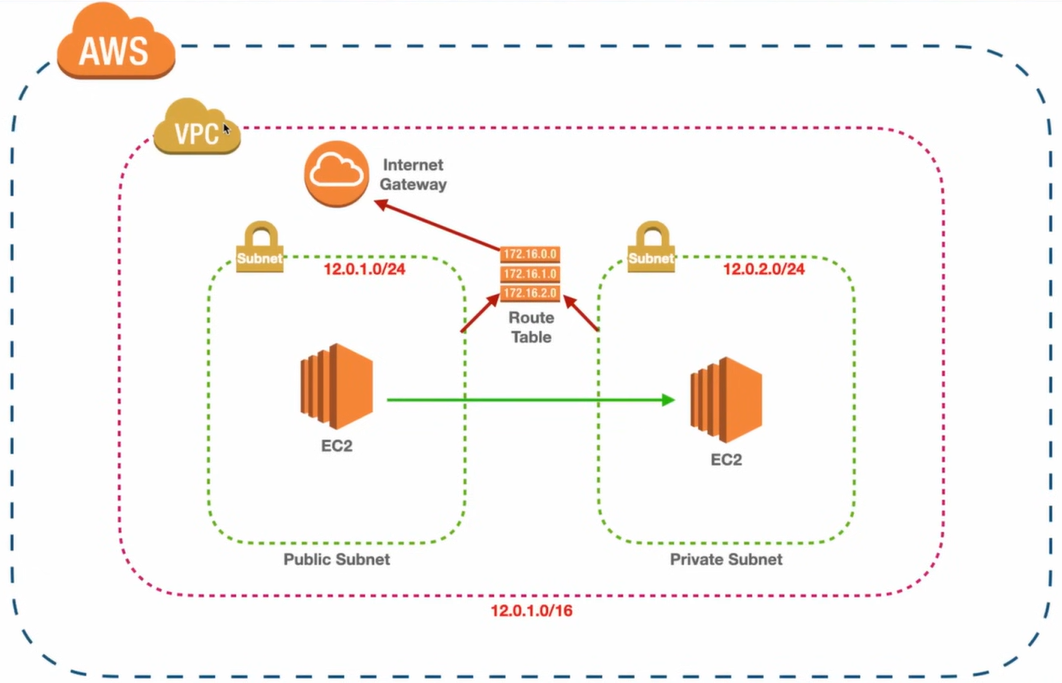 AWS
VPC
Internet
Gateway
Subnet
12.0.1.0/24
172.16.0.0
172.16.1.0
172.16.2.0
Route
Table
Subnet
12.0.2.0/24
EC2
EC2
Public Subnet
Private Subnet
12.0.1.0/16